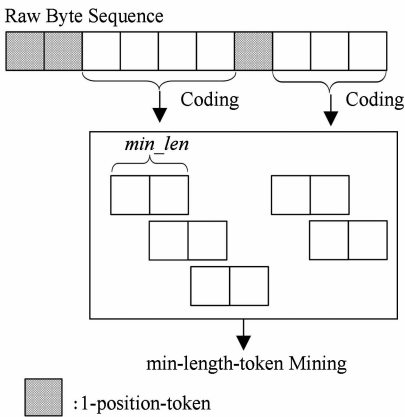 Raw Byte Sequence
Coding
Coding
min_len
min-length-token Mining
:1-position-token